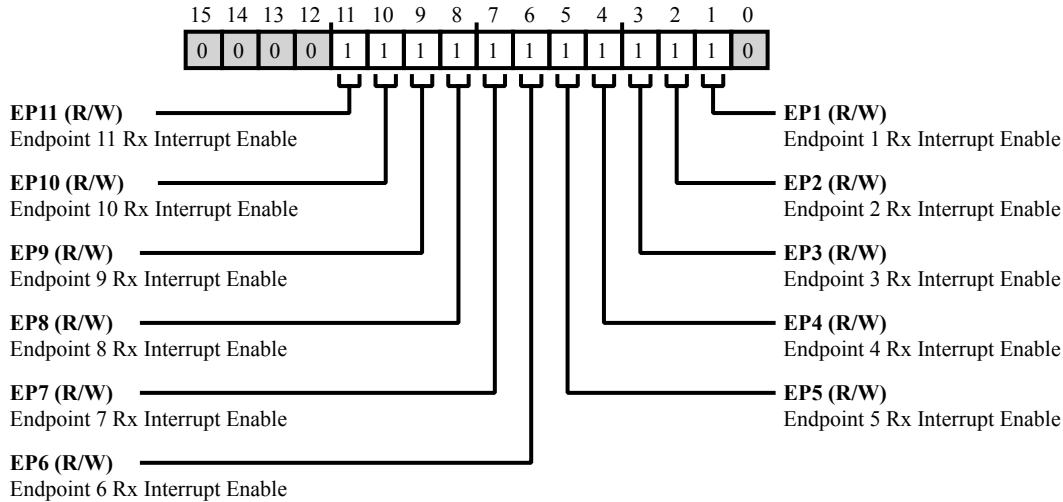 15 14 13 12 11 10 9 8 7 6 5 4 3 2 1 0
0 0 0 0 1 1 1 1 1 1 1 1 1 1 1 0
EP11 (R/W)
Endpoint 11 Rx Interrupt Enable
EP10 (R/W)
Endpoint 10 Rx Interrupt Enable
EP9 (R/W)
Endpoint 9 Rx Interrupt Enable
EP8 (R/W)
Endpoint 8 Rx Interrupt Enable
EP7 (R/W)
Endpoint 7 Rx Interrupt Enable
EP6 (R/W)
Endpoint 6 Rx Interrupt Enable
EP1 (R/W)
Endpoint 1 Rx Interrupt Enable
EP2 (R/W)
Endpoint 2 Rx Interrupt Enable
EP3 (R/W)
Endpoint 3 Rx Interrupt Enable
EP4 (R/W)
Endpoint 4 Rx Interrupt Enable
EP5 (R/W)
Endpoint 5 Rx Interrupt Enable